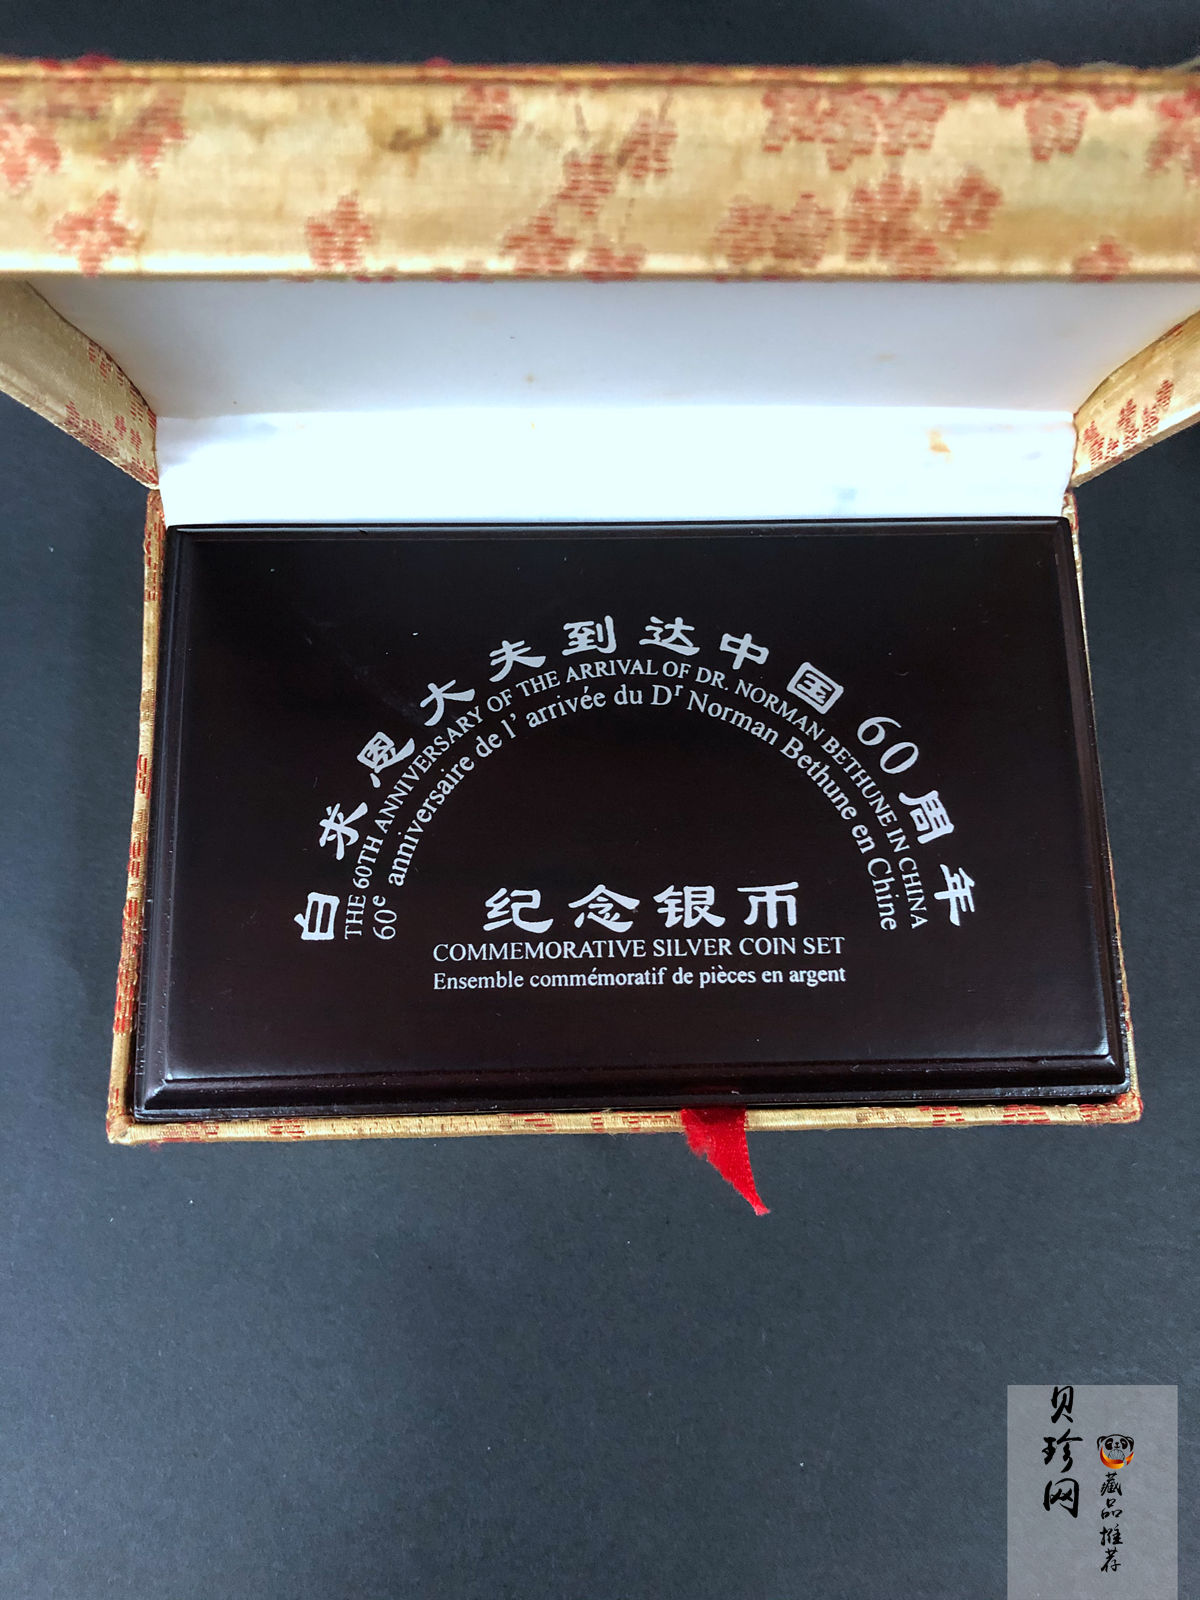 白求恩大夫到达中国60周年
THE 60TH ANNIVERSARY OF THE ARRIVAL OF DR. NORMAN BETHUNE IN CHINA
60e anniversaire de l' arrivée du Dr Norman Bethune en Chine
纪念银币
COMMEMORATIVE SILVER COIN SET
Ensemble commémoratif de pièces en argent
贝珍网
藏品推荐